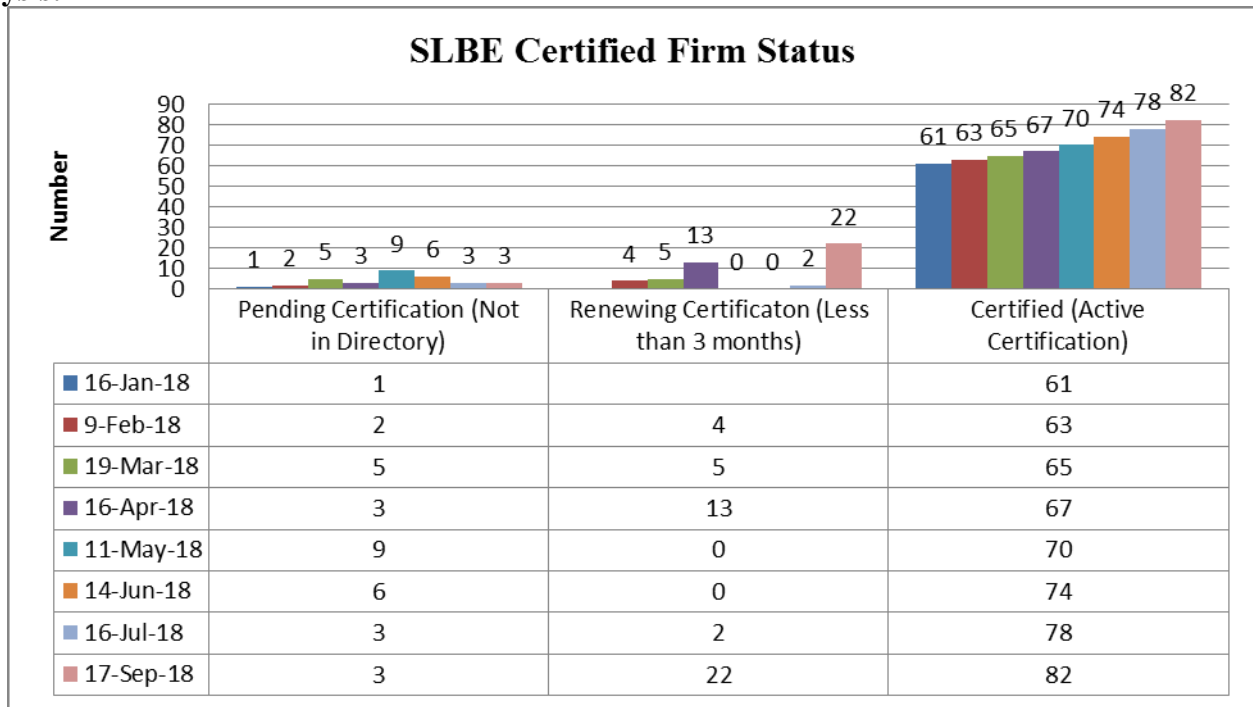 ysis.
SLBE Certified Firm Status
Number
90
80
70
60
50
40
30
20
10
0
1 2 5 3 9 6 3 3
4 5 13 0 0 2 22
61 63 65 67 70 74 78 82
Pending Certification (Not
in Directory)
Renewing Certificaton (Less
than 3 months)
Certified (Active
Certification)
16-Jan-18 1 61
9-Feb-18 2 4 63
19-Mar-18 5 5 65
16-Apr-18 3 13 67
11-May-18 9 0 70
14-Jun-18 6 0 74
16-Jul-18 3 2 78
17-Sep-18 3 22 82